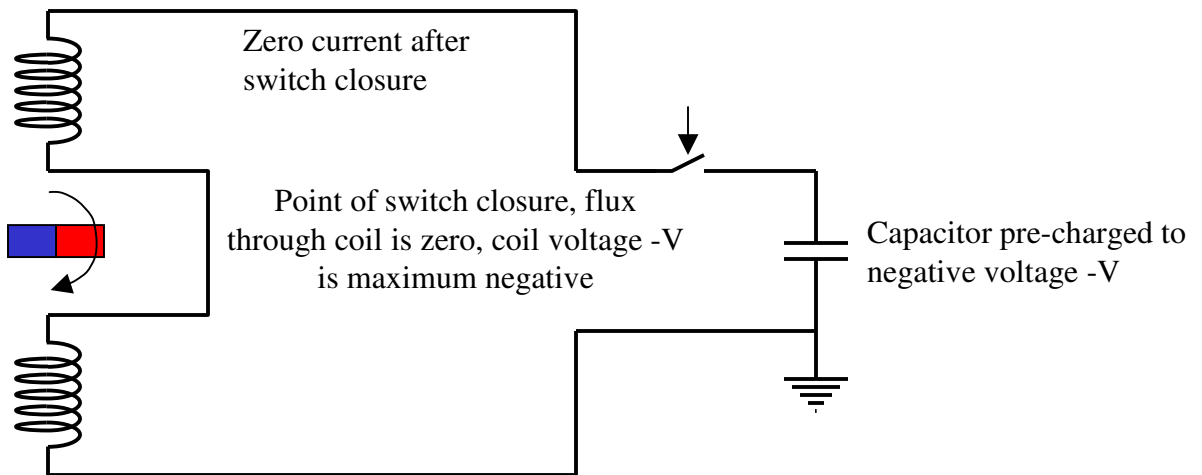 Zero current after
switch closure
Point of switch closure, flux
through coil is zero, coil voltage -V
is maximum negative
Capacitor pre-charged to
negative voltage -V